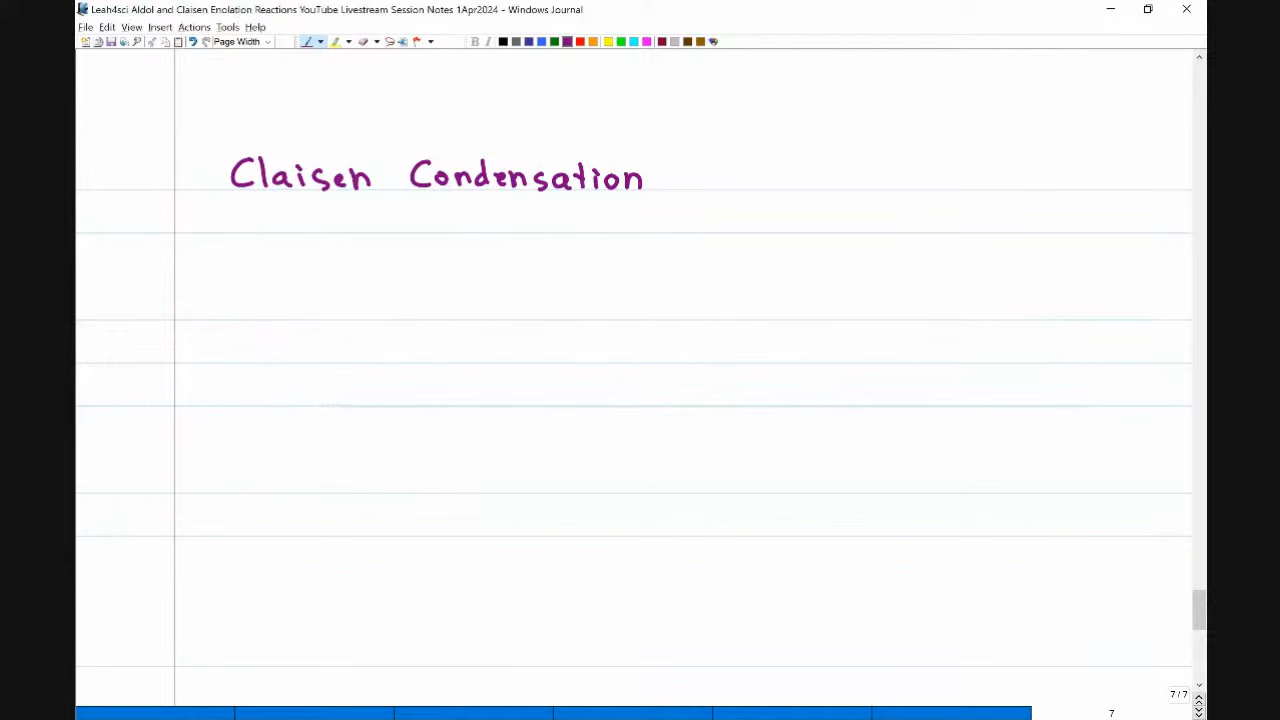 Leah4sci Aldol and Claisen Enolation Reactions YouTube Livestream Session Notes 1Apr2024 - Windows Journal
File Edit View Insert Actions Tools Help
Page Width B I
Claisen Condensation
7 / 7
7